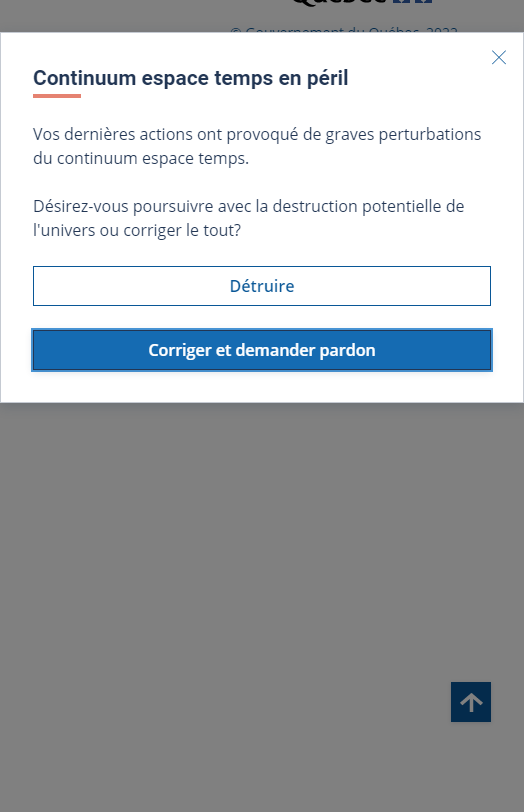 Québec
© Gouvernement du Québec, 2022
Continuum espace temps en péril
Vos dernières actions ont provoqué de graves perturbations
du continuum espace temps.
Désirez-vous poursuivre avec la destruction potentielle de
l'univers ou corriger le tout?
Détruire
Corriger et demander pardon